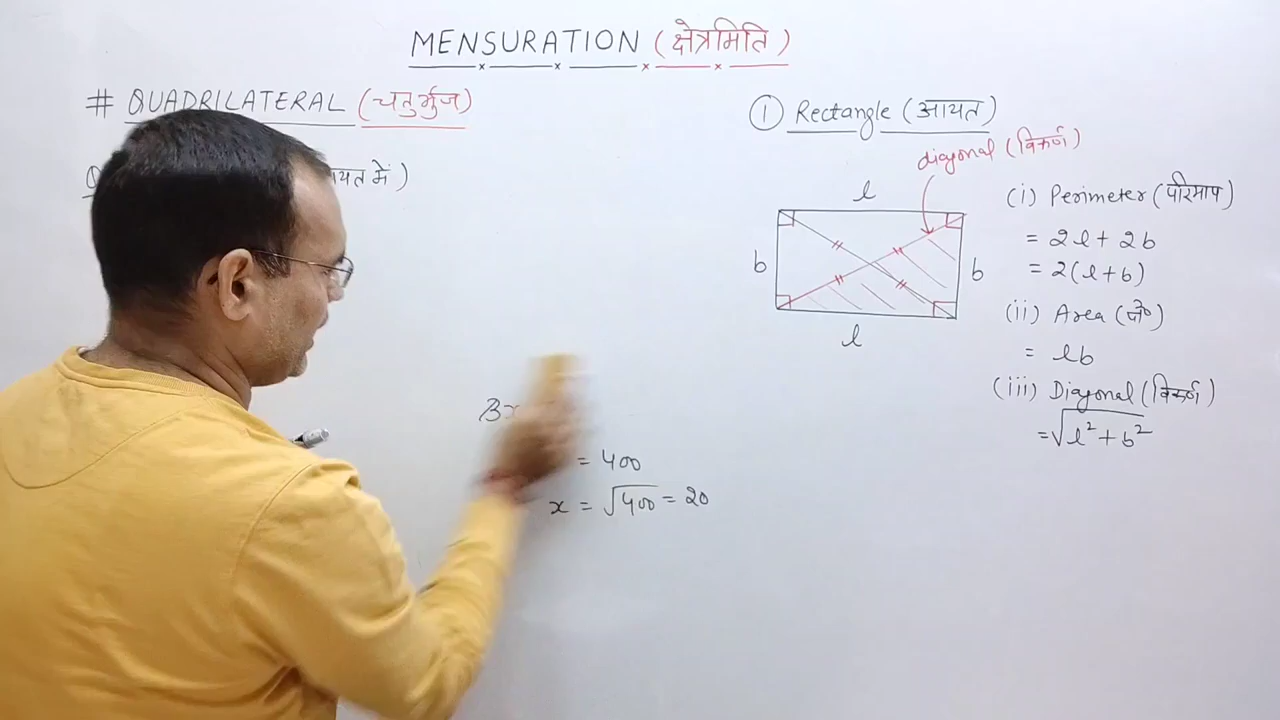 MENSURATION (क्षेत्रमिति)
# QUADRILATERAL (चतुर्भुज)
① Rectangle (आयत)
diagonal (विकर्ण)
में)
l
b
b
l
(i) Perimeter (परिमाप)
= 2l + 2b
= 2(l+b)
(ii) Area (क्षे०)
= lb
(iii) Diagonal (विकर्ण)
= √l² + b²
= 400
x = √400 = 20